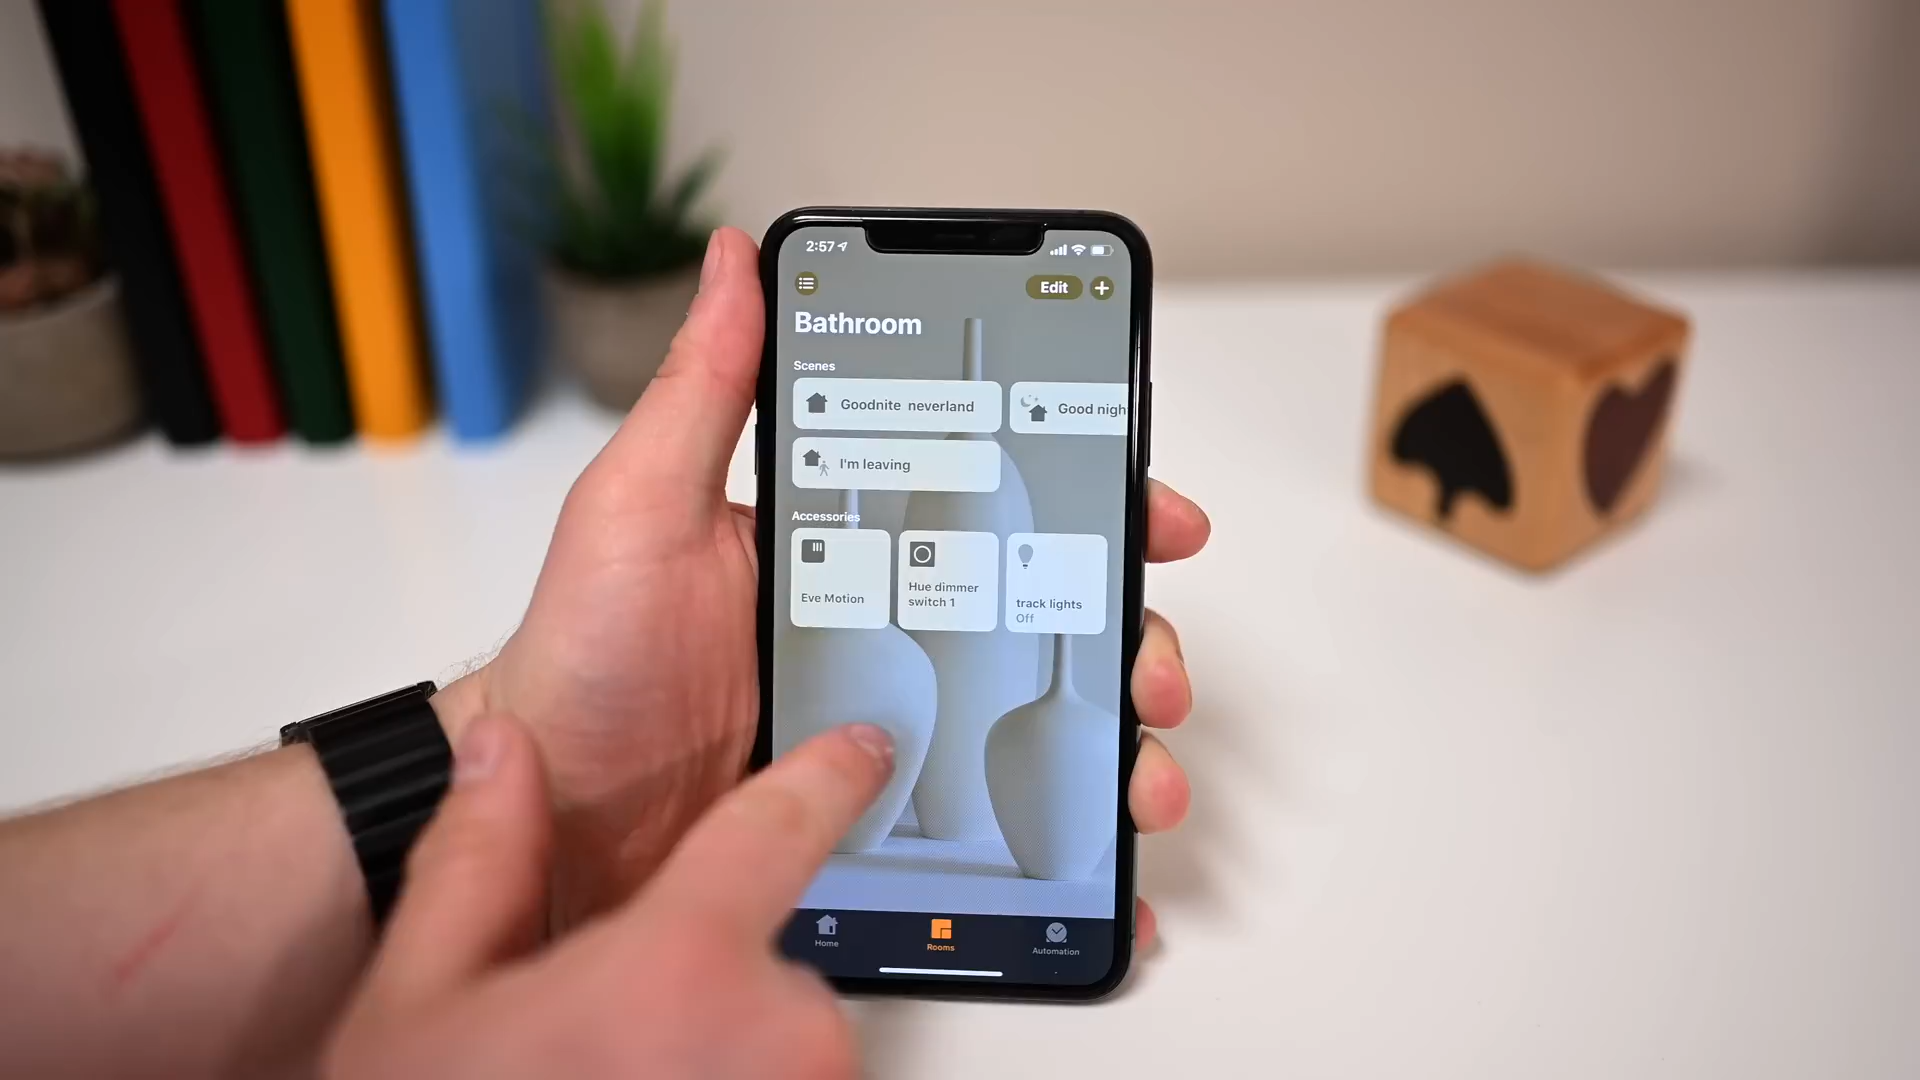 2:57
Edit
Bathroom
Scenes
Goodnite neverland
Good nigh
I'm leaving
Accessories
Eve Motion
Hue dimmer
switch 1
track lights
Off
Home
Rooms
Automation